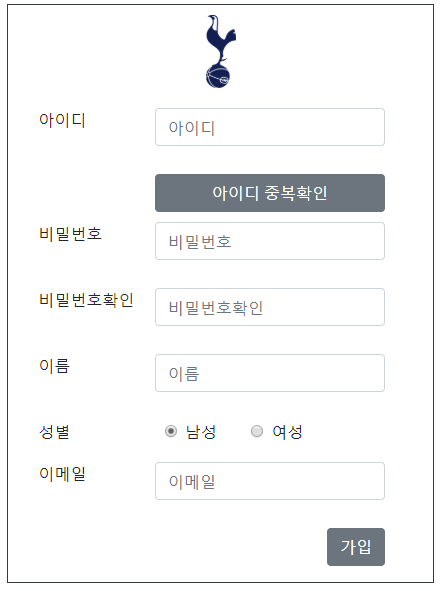 아이디 아이디
아이디 중복확인
비밀번호 비밀번호
비밀번호확인 비밀번호확인
이름 이름
성별 남성 여성
이메일 이메일
가입